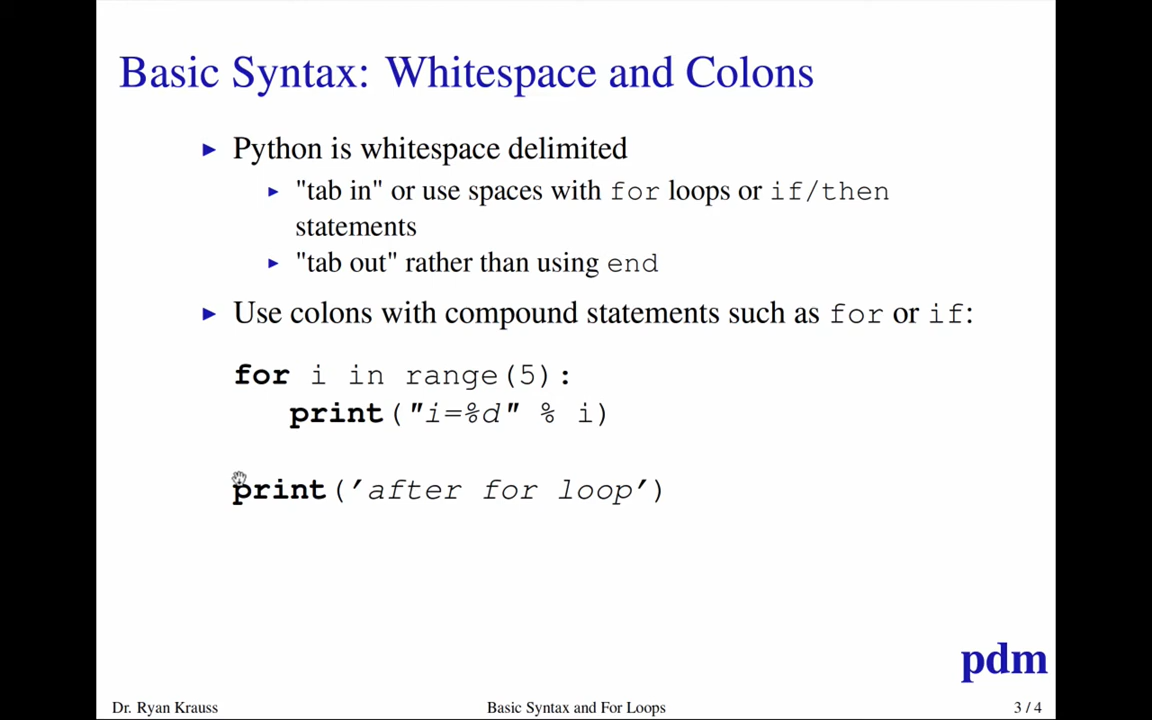 Basic Syntax: Whitespace and Colons
Python is whitespace delimited
"tab in" or use spaces with for loops or if/then
statements
"tab out" rather than using end
Use colons with compound statements such as for or if:
for i in range(5):
print("i=%d" % i)
print('after for loop')
pdm
Dr. Ryan Krauss Basic Syntax and For Loops 3 / 4